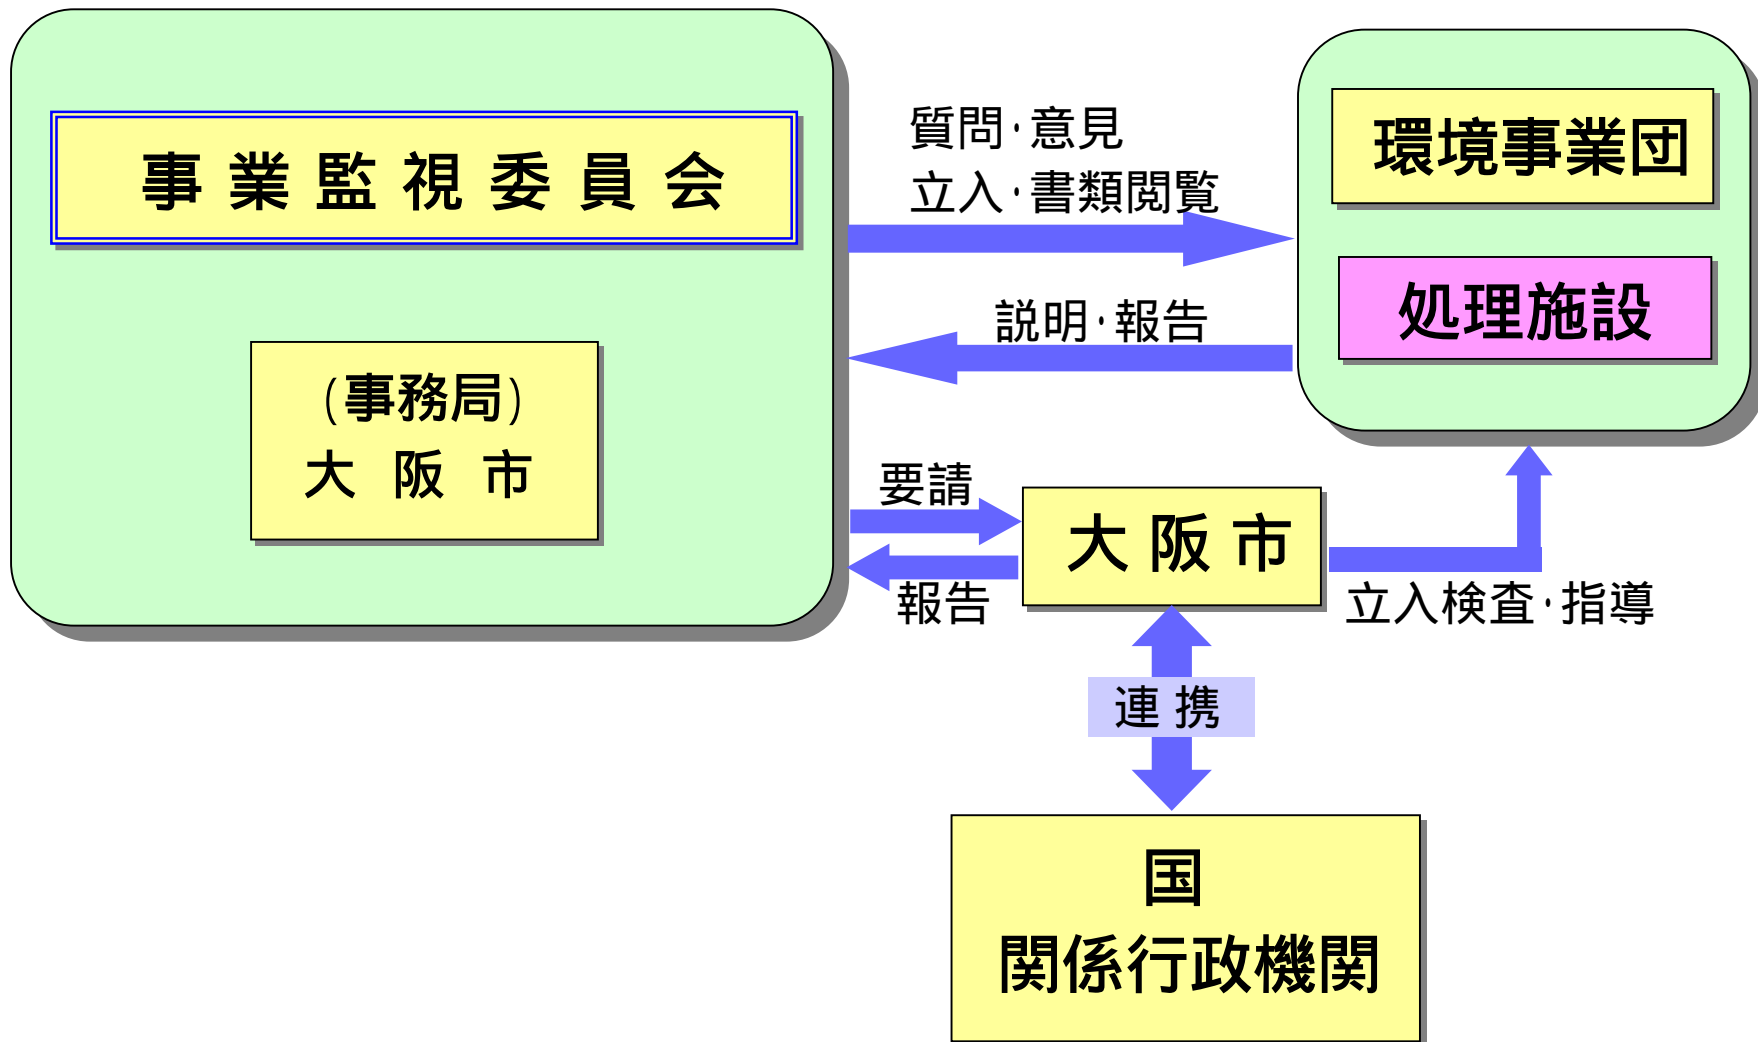 事業監視委員会
(事務局)
大阪市
質問・意見
立入・書類閲覧
説明・報告
環境事業団
処理施設
要請
報告
大阪市
立入検査・指導
連携
国
関係行政機関